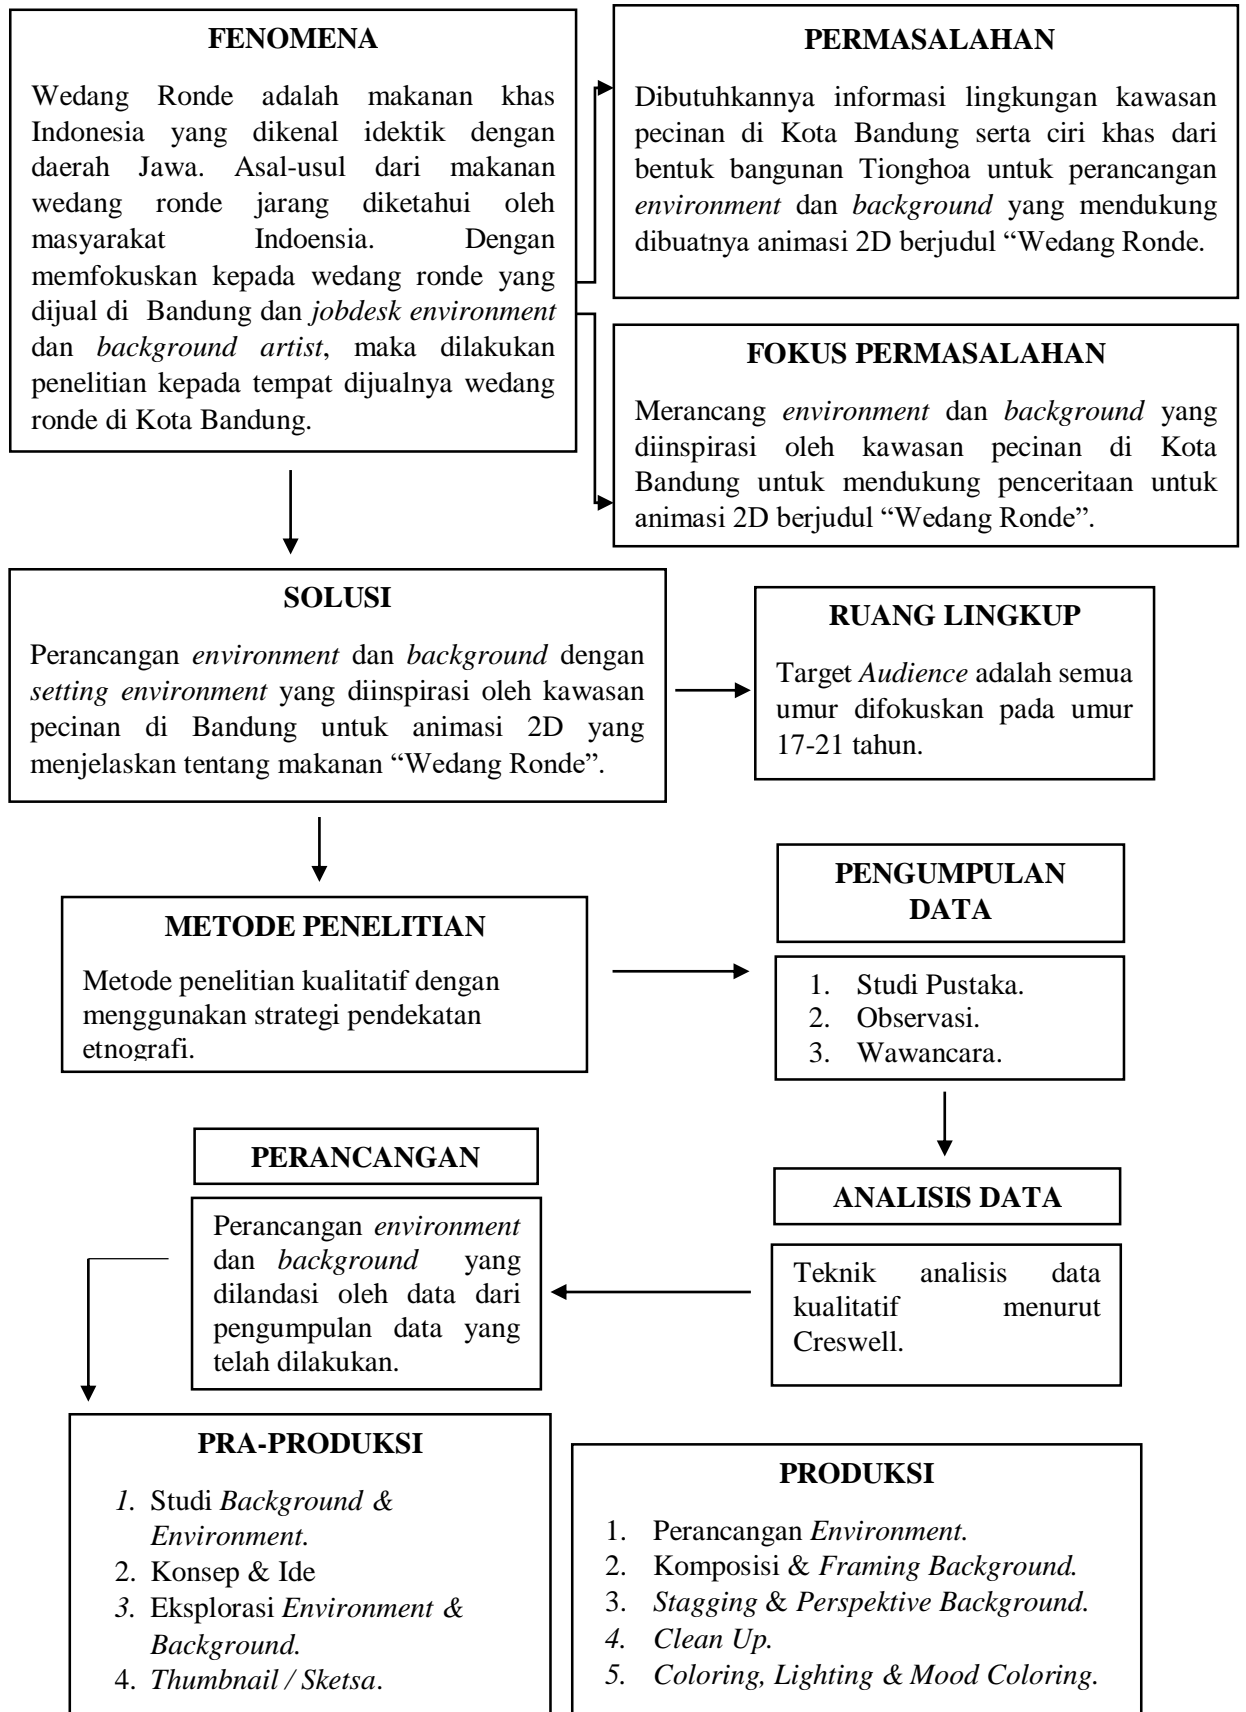 FENOMENA
Wedang Ronde adalah makanan khas
Indonesia yang dikenal idektik dengan
daerah Jawa. Asal-usul dari makanan
wedang ronde jarang diketahui oleh
masyarakat Indoensia. Dengan
memfokuskan kepada wedang ronde yang
dijual di Bandung dan jobdesk environment
dan background artist, maka dilakukan
penelitian kepada tempat dijualnya wedang
ronde di Kota Bandung.
PERMASALAHAN
Dibutuhkannya informasi lingkungan kawasan
pecinan di Kota Bandung serta ciri khas dari
bentuk bangunan Tionghoa untuk perancangan
environment dan background yang mendukung
dibuatnya animasi 2D berjudul “Wedang Ronde.
FOKUS PERMASALAHAN
Merancang environment dan background yang
diinspirasi oleh kawasan pecinan di Kota
Bandung untuk mendukung penceritaan untuk
animasi 2D berjudul “Wedang Ronde”.
SOLUSI
Perancangan environment dan background dengan
setting environment yang diinspirasi oleh kawasan
pecinan di Bandung untuk animasi 2D yang
menjelaskan tentang makanan “Wedang Ronde”.
RUANG LINGKUP
Target Audience adalah semua
umur difokuskan pada umur
17-21 tahun.
METODE PENELITIAN
Metode penelitian kualitatif dengan
menggunakan strategi pendekatan
etnografi.
PENGUMPULAN
DATA
1. Studi Pustaka.
2. Observasi.
3. Wawancara.
ANALISIS DATA
Teknik analisis data
kualitatif menurut
Creswell.
PERANCANGAN
Perancangan environment
dan background yang
dilandasi oleh data dari
pengumpulan data yang
telah dilakukan.
PRA-PRODUKSI
1. Studi Background &
Environment.
2. Konsep & Ide
3. Eksplorasi Environment &
Background.
4. Thumbnail / Sketsa.
PRODUKSI
1. Perancangan Environment.
2. Komposisi & Framing Background.
3. Stagging & Perspektive Background.
4. Clean Up.
5. Coloring, Lighting & Mood Coloring.